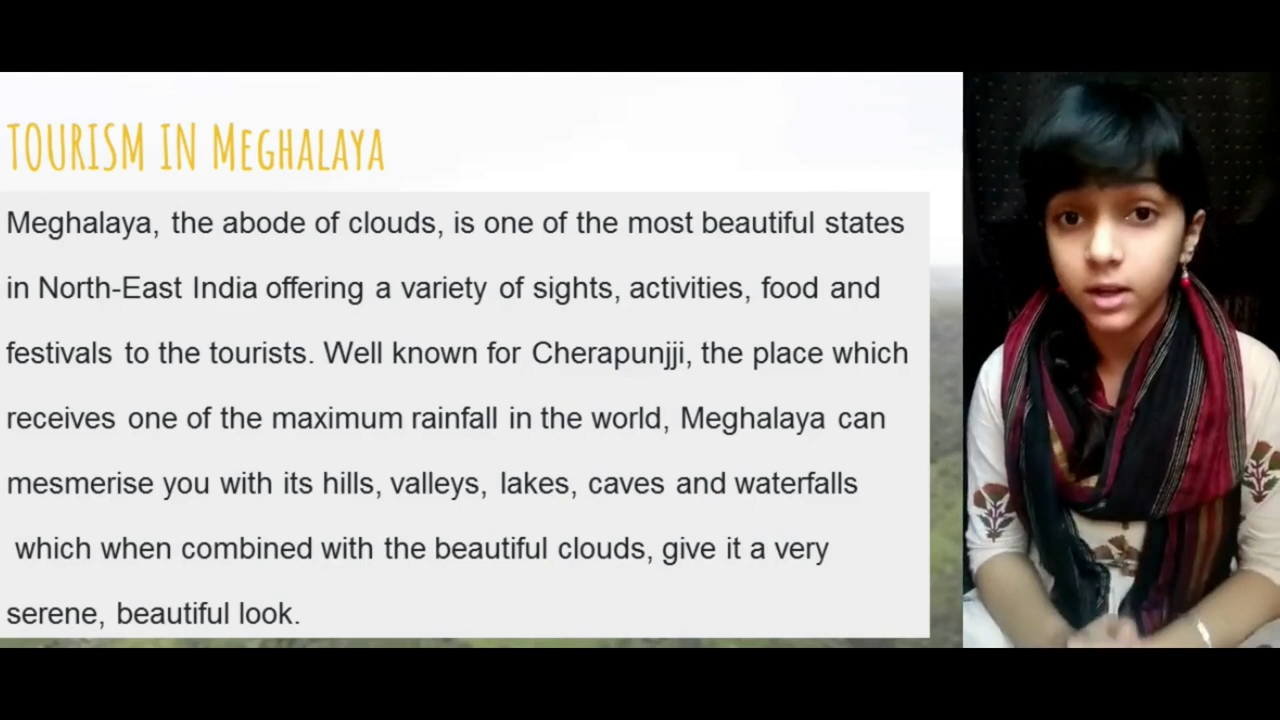 TOURISM IN MEGHALAYA
Meghalaya, the abode of clouds, is one of the most beautiful states
in North-East India offering a variety of sights, activities, food and
festivals to the tourists. Well known for Cherapunjji, the place which
receives one of the maximum rainfall in the world, Meghalaya can
mesmerise you with its hills, valleys, lakes, caves and waterfalls
which when combined with the beautiful clouds, give it a very
serene, beautiful look.